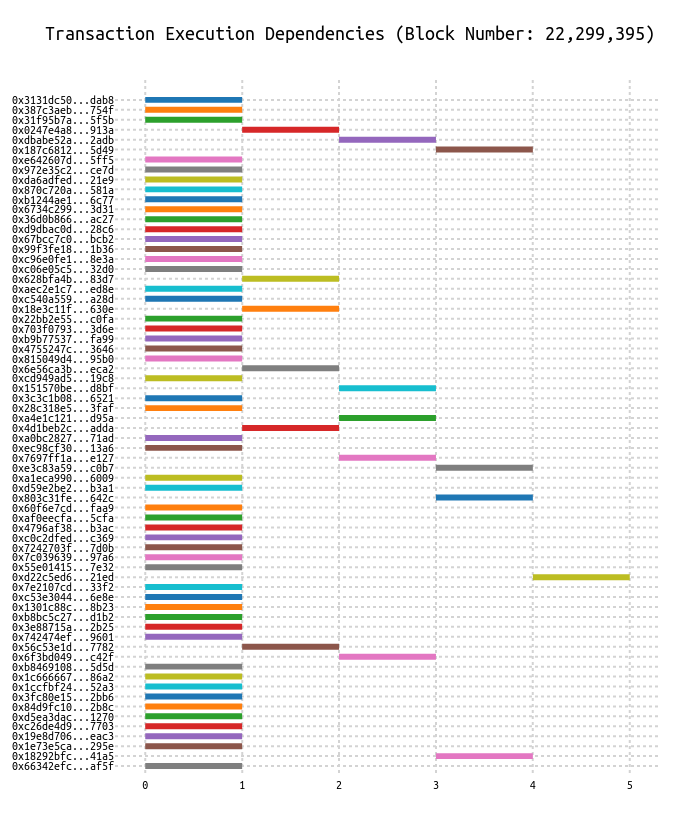 Transaction Execution Dependencies (Block Number: 22,299,395)
0x3131dc50...dab8
0x387c3aeb...754f
0x31f95b7a...5f5b
0x0247e4a8...913a
0xdbabe52a...2adb
0x187c6812...5d49
0xe642607d...5ff5
0x972e35c2...ce7d
0xda6adfed...21e9
0x870c720a...581a
0xb1244ae1...6c77
0x6734c299...3d31
0x36d0b866...ac27
0xd9dbac0d...28c6
0x67bcc7c0...bcb2
0x99f3fe18...1b36
0xc96e0fe1...8e3a
0xc06e05c5...32d0
0x628bfa4b...83d7
0xaec2e1c7...ed8e
0xc540a559...a28d
0x18e3c11f...630e
0x22bb2e55...c0fa
0x703f0793...3d6e
0xb9b77537...fa99
0x4755247c...3646
0x815049d4...95b0
0x6e56ca3b...eca2
0xcd949ad5...19c8
0x151570be...d8bf
0x3c3c1b08...6521
0x28c318e5...3faf
0xa4e1c121...d95a
0x4d1beb2c...adda
0xa0bc2827...71ad
0xec98cf30...13a6
0x7697ff1a...e127
0xe3c83a59...c0b7
0xa1eca990...6009
0xd59e2be2...b3a1
0x803c31fe...642c
0x60f6e7cd...faa9
0xaf0eecfa...5cfa
0x4796af38...b3ac
0xc0c2dfed...c369
0x7242703f...7d0b
0x7c039639...97a6
0x55e01415...7e32
0xd22c5ed6...21ed
0x7e2107cd...33f2
0xc53e3044...6e8e
0x1301c88c...8b23
0xb8bc5c27...d1b2
0x3e88715a...2b25
0x742474ef...9601
0x56c53e1d...7782
0x6f3bd049...c42f
0xb8469108...5d5d
0x1c666667...86a2
0x1ccfbf24...52a3
0x3fc80e15...2bb6
0x84d9fc10...2b8c
0xd5ea3dac...1270
0xc26de4d9...7703
0x19e8d706...eac3
0x1e73e5ca...295e
0x18292bfc...41a5
0x66342efc...af5f
0 1 2 3 4 5